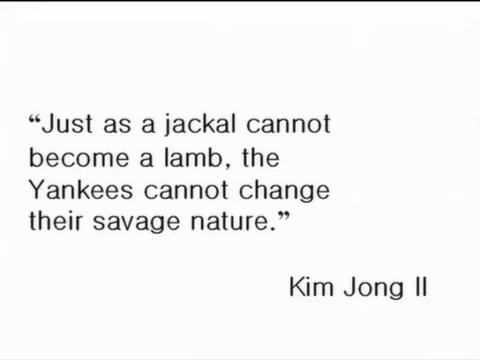 “Just as a jackal cannot
become a lamb, the
Yankees cannot change
their savage nature.”
Kim Jong Il